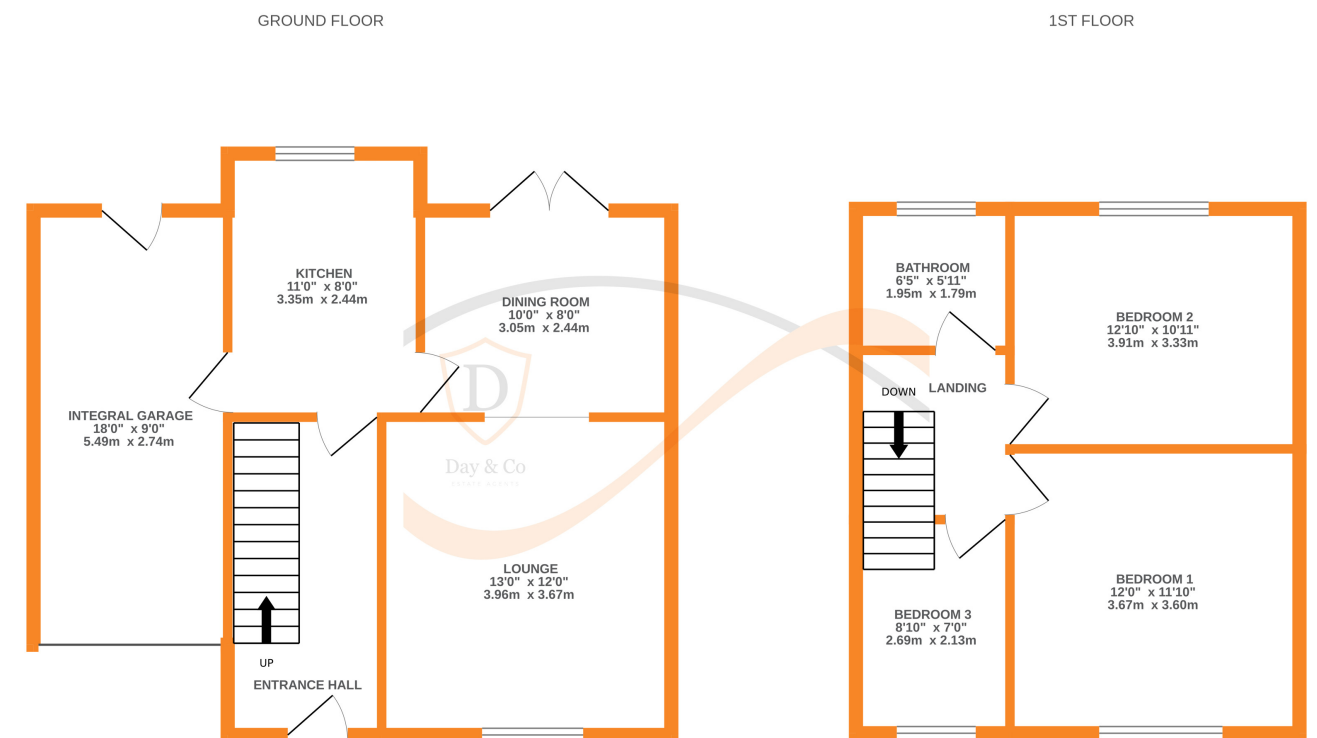 GROUND FLOOR
1ST FLOOR
KITCHEN
11'0" x 8'0"
3.35m x 2.44m
DINING ROOM
10'0" x 8'0"
3.05m x 2.44m
INTEGRAL GARAGE
18'0" x 9'0"
5.49m x 2.74m
D
Day & Co
ESTATE AGENTS
LOUNGE
13'0" x 12'0"
3.96m x 3.67m
UP
ENTRANCE HALL
BATHROOM
6'5" x 5'11"
1.95m x 1.79m
BEDROOM 2
12'10" x 10'11"
3.91m x 3.33m
DOWN
LANDING
BEDROOM 1
12'0" x 11'10"
3.67m x 3.60m
BEDROOM 3
8'10" x 7'0"
2.69m x 2.13m